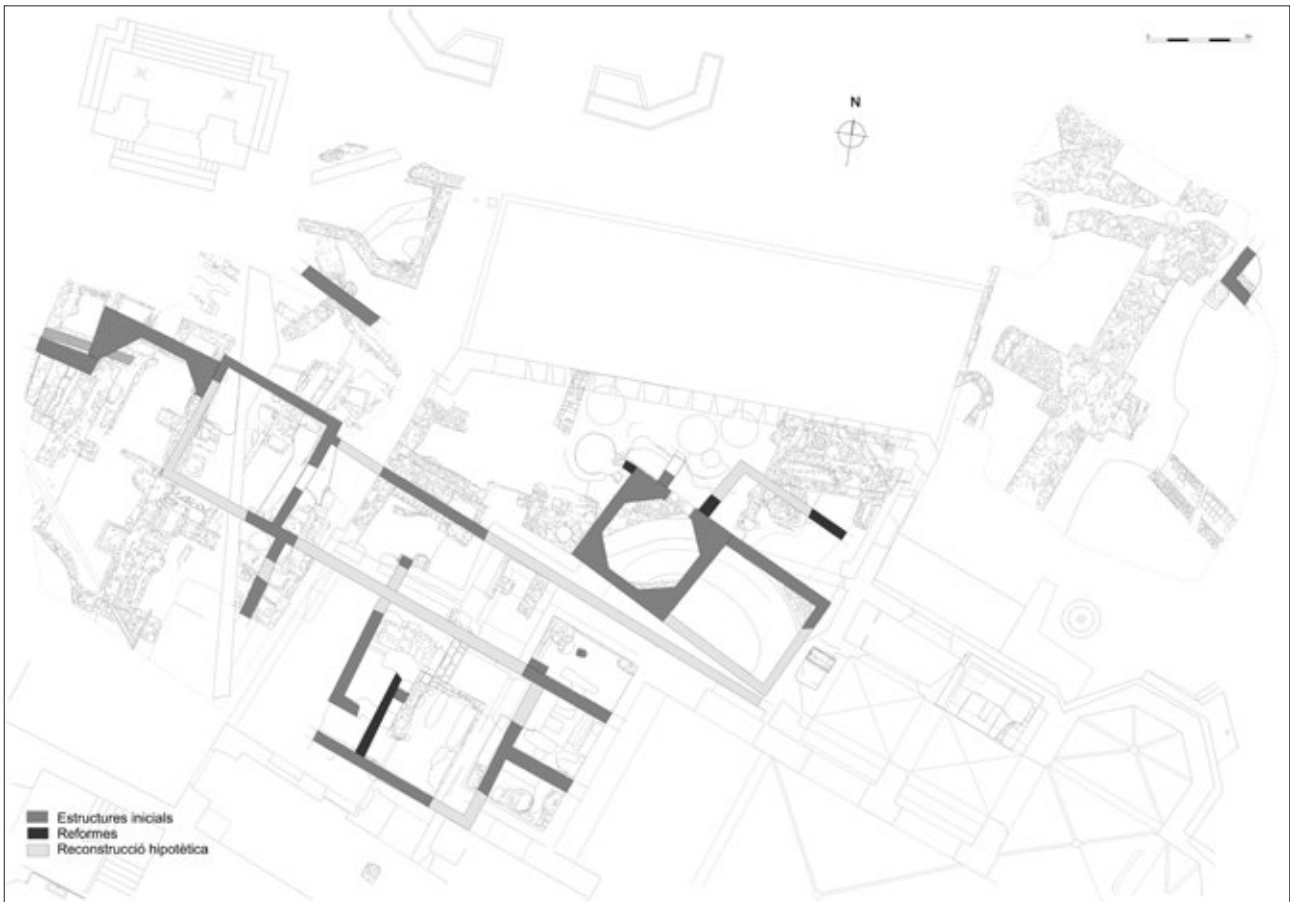 N
Estructures inicials
Reformes
Reconstrucció hipotètica